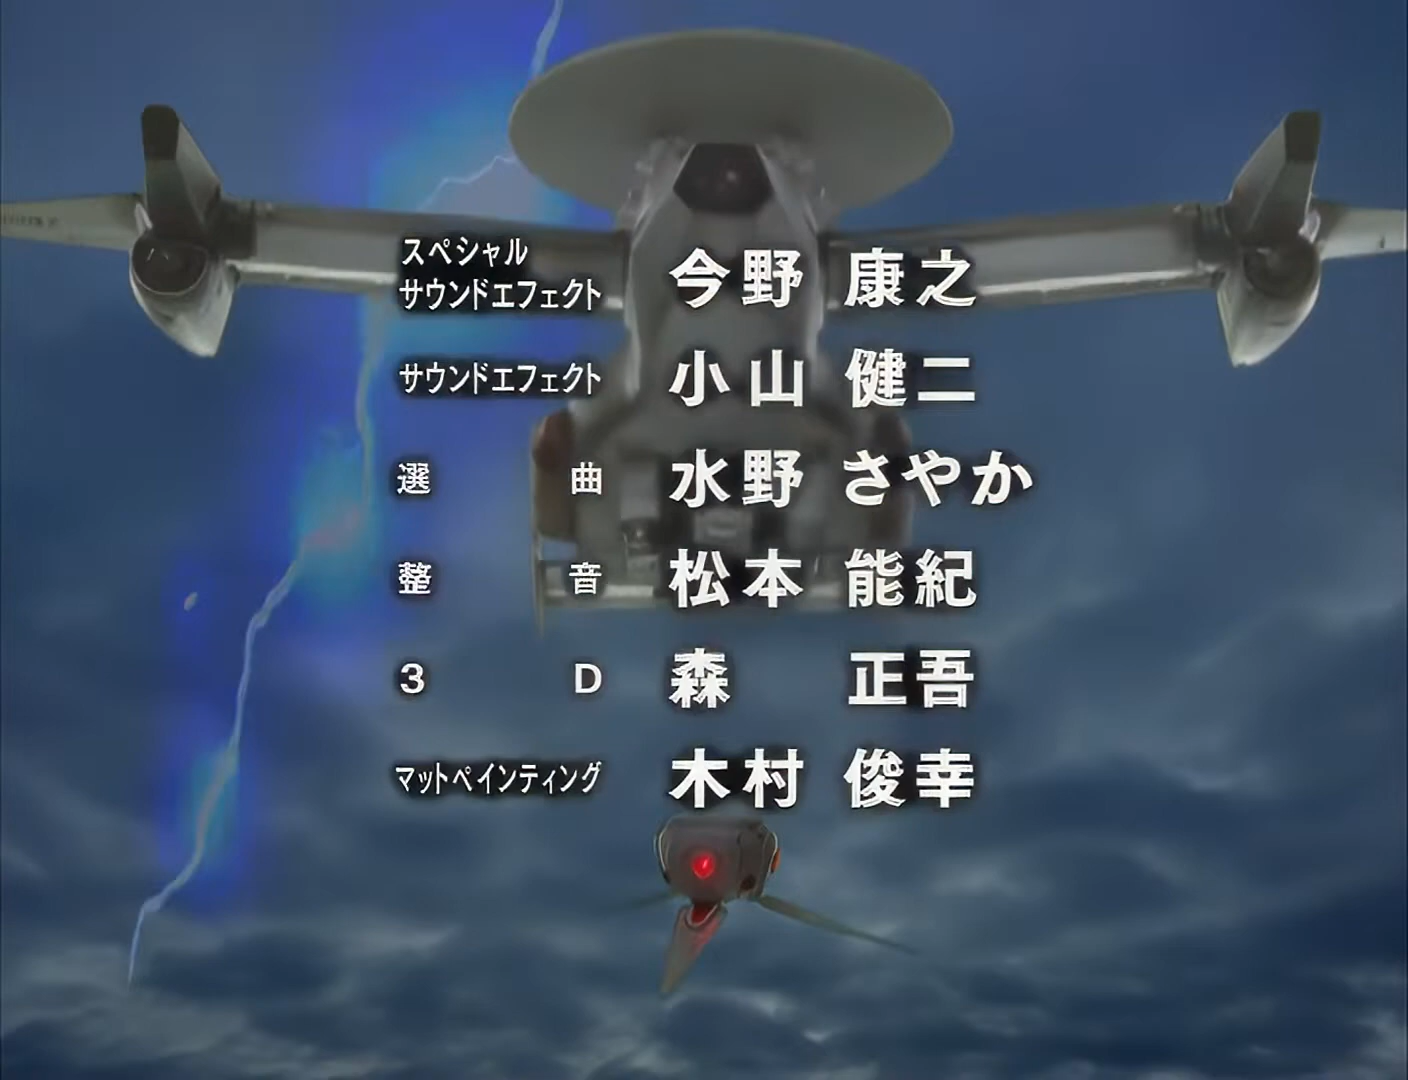 スペシャル
サウンドエフェクト 今野 康之
サウンドエフェクト 小山 健二
選曲 水野 さやか
整音 松本 能紀
3D 森 正吾
マットペインティング 木村 俊幸